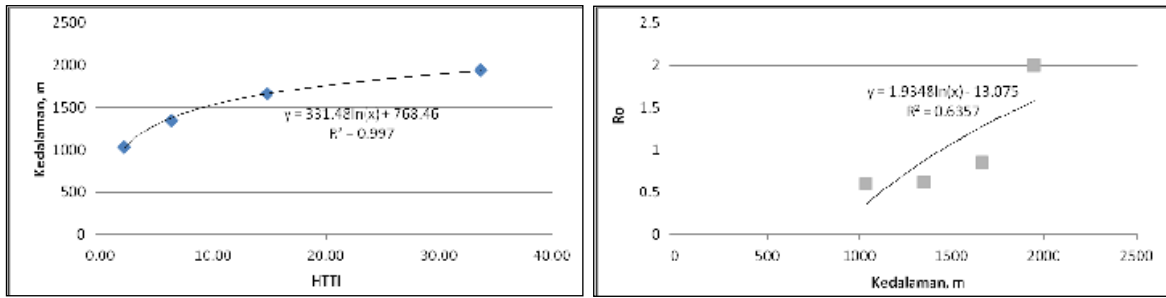 2500
2000
1500
1000
500
0
0.00
10.00
20.00
30.00
40.00
Kedalaman, m
HTTI
y = 331.48ln(x) + 768.46
R² = 0.997
2
1.5
1
0.5
0
0
500
1000
1500
2000
2500
Ro
Kedalaman, m
y = 1.9348ln(x) - 13.075
R² = 0.6357